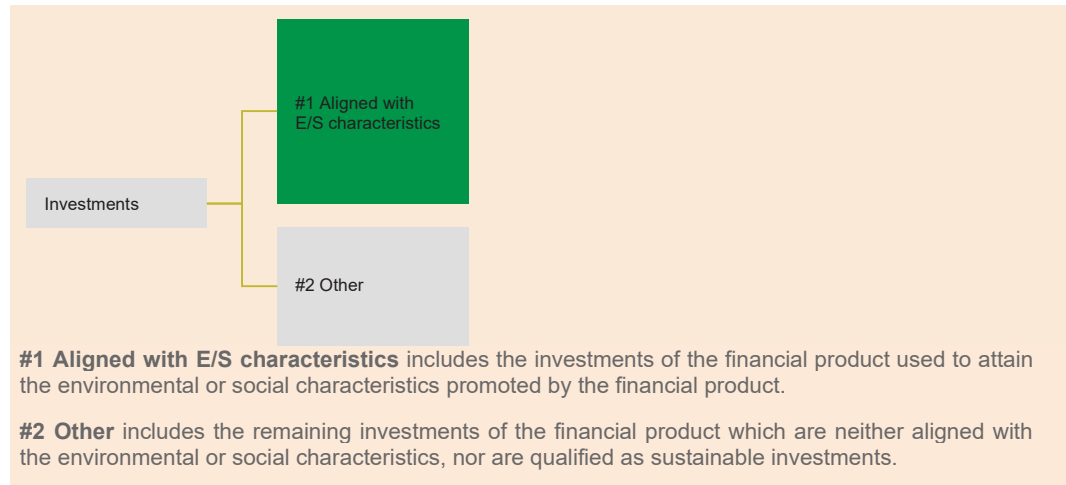 #1 Aligned with
E/S characteristics
Investments
#2 Other
#1 Aligned with E/S characteristics includes the investments of the financial product used to attain
the environmental or social characteristics promoted by the financial product.
#2 Other includes the remaining investments of the financial product which are neither aligned with
the environmental or social characteristics, nor are qualified as sustainable investments.